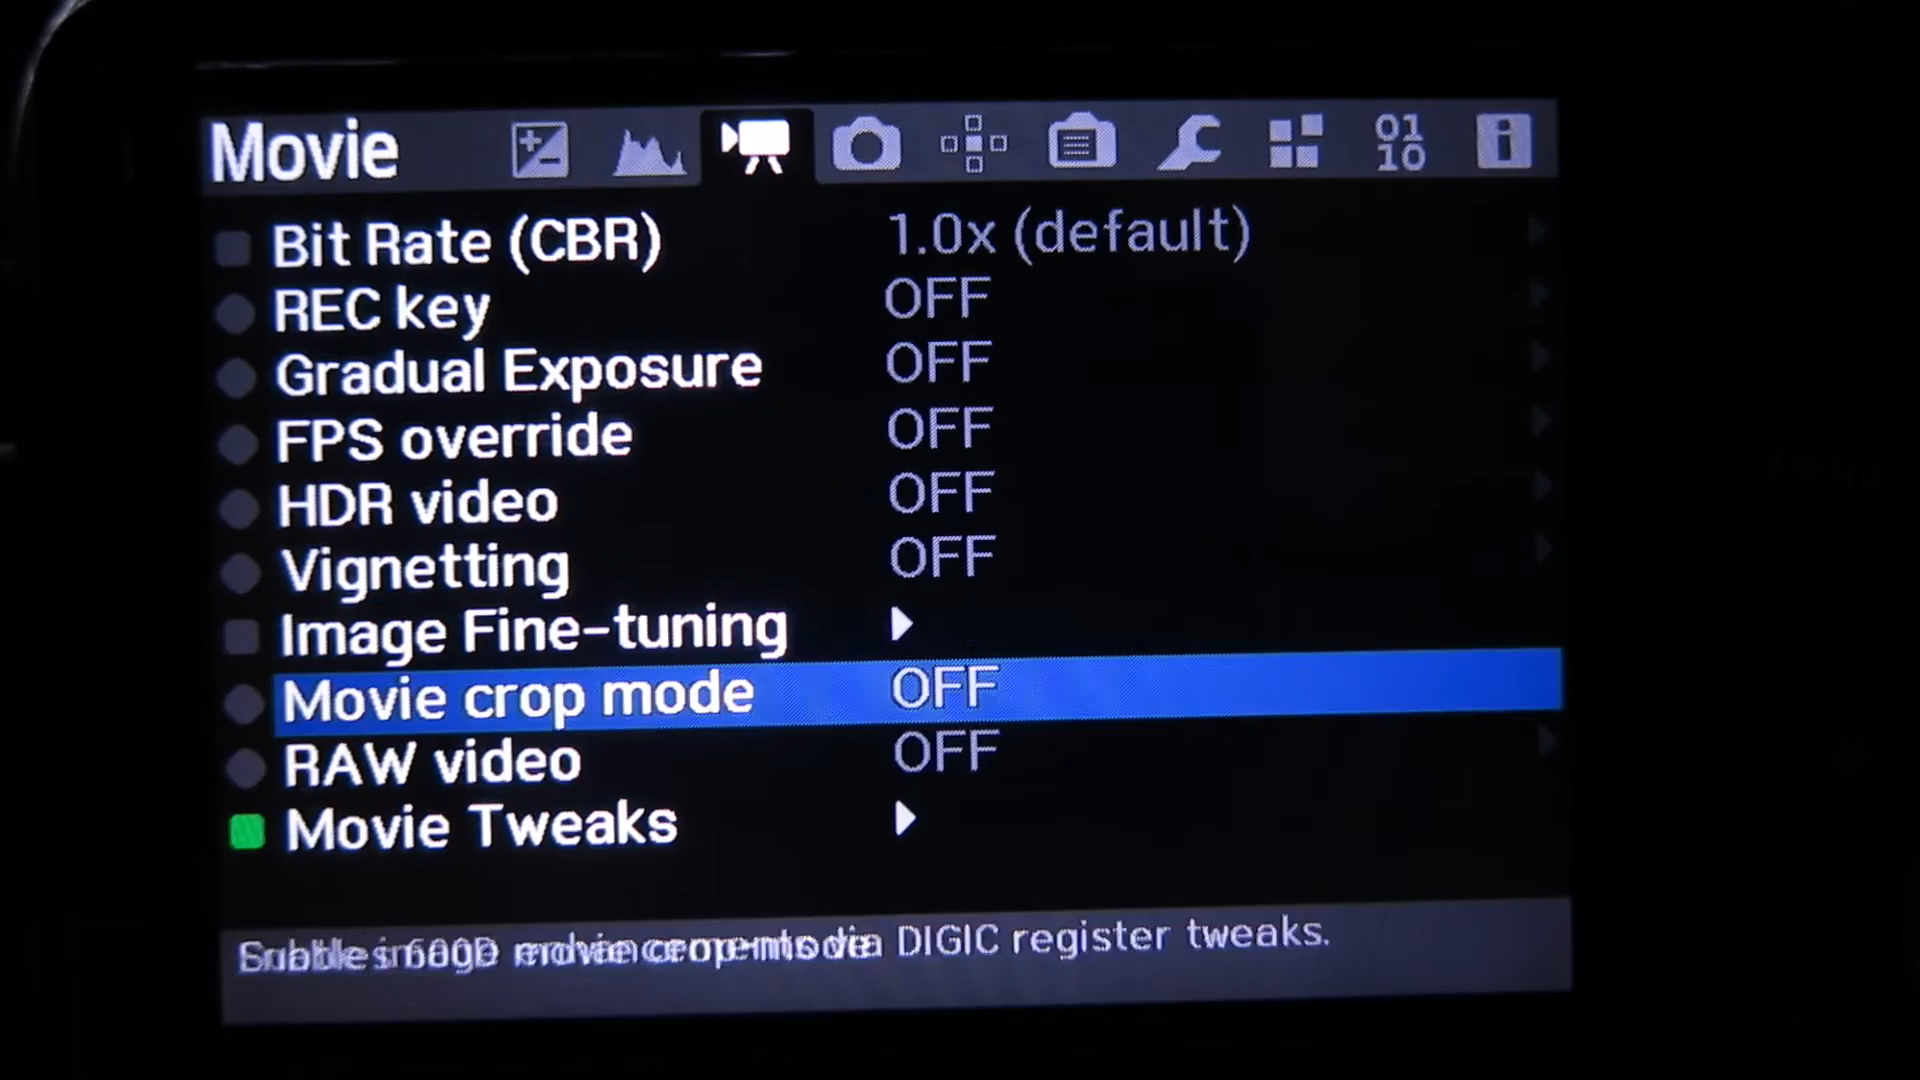 Movie
01
10
Bit Rate (CBR) 1.0x (default)
REC key OFF
Gradual Exposure OFF
FPS override OFF
HDR video OFF
Vignetting OFF
Image Fine-tuning
Movie crop mode OFF
RAW video OFF
Movie Tweaks
DIGIC register tweaks.